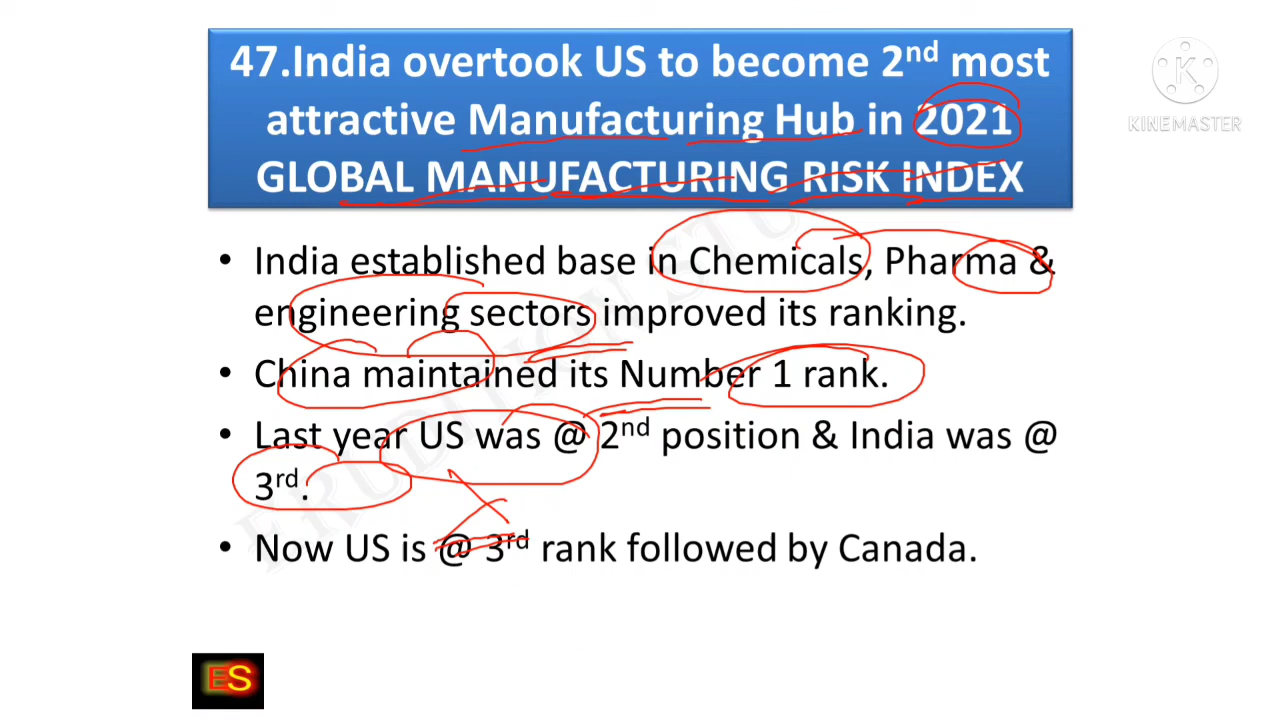 47.India overtook US to become 2nd most
attractive Manufacturing Hub in 2021
GLOBAL MANUFACTURING RISK INDEX
KINEMASTER
• India established base in Chemicals, Pharma &
engineering sectors improved its ranking.
• China maintained its Number 1 rank.
• Last year US was @ 2nd position & India was @
3rd.
• Now US is @ 3rd rank followed by Canada.
ERUDITION STU
ES